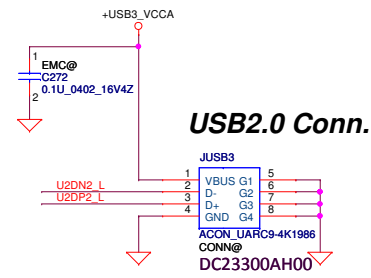 +USB3_VCCA
1
EMC@
C272
0.1U_0402_16V4Z
2
USB2.0 Conn.
JUSB3
1 VBUS G1 5
U2DN2_L 2 D- G2 6
U2DP2_L 3 D+ G3 7
4 GND G4 8
ACON_UARC9-4K1986
CONN@
DC23300AH00